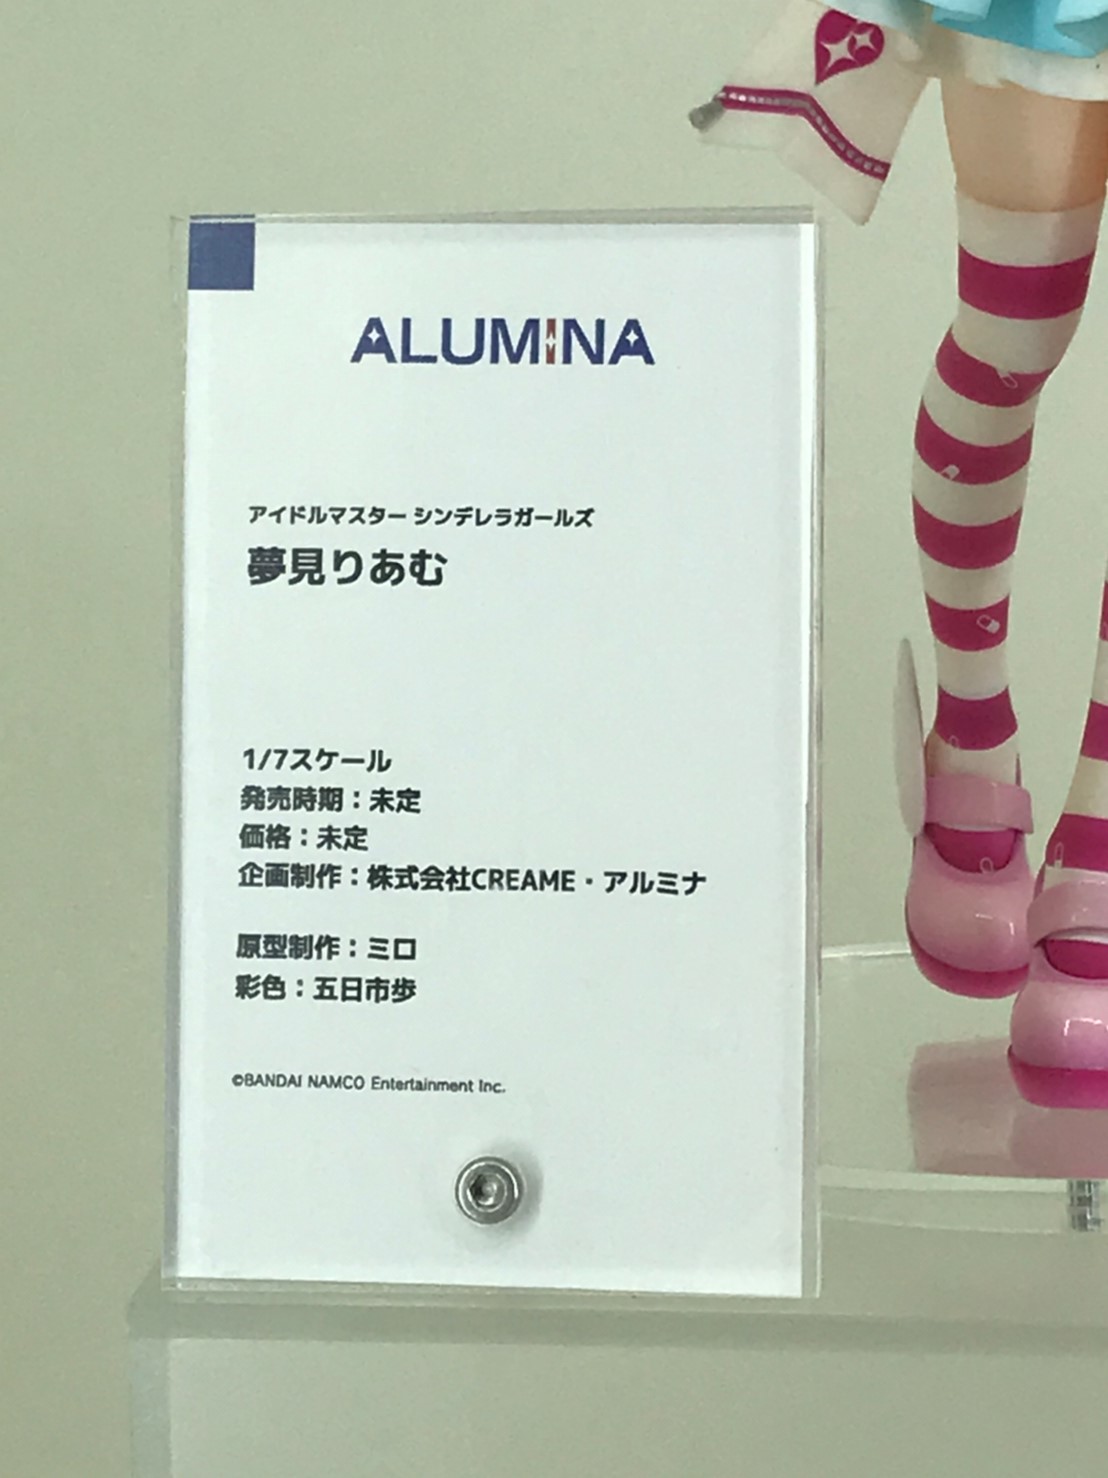 ALUMINA
アイドルマスター シンデレラガールズ
夢見りあむ
1/7スケール
発売時期：未定
価格：未定
企画制作：株式会社CREAME・アルミナ
原型制作：ミロ
彩色：五日市歩
©BANDAI NAMCO Entertainment Inc.